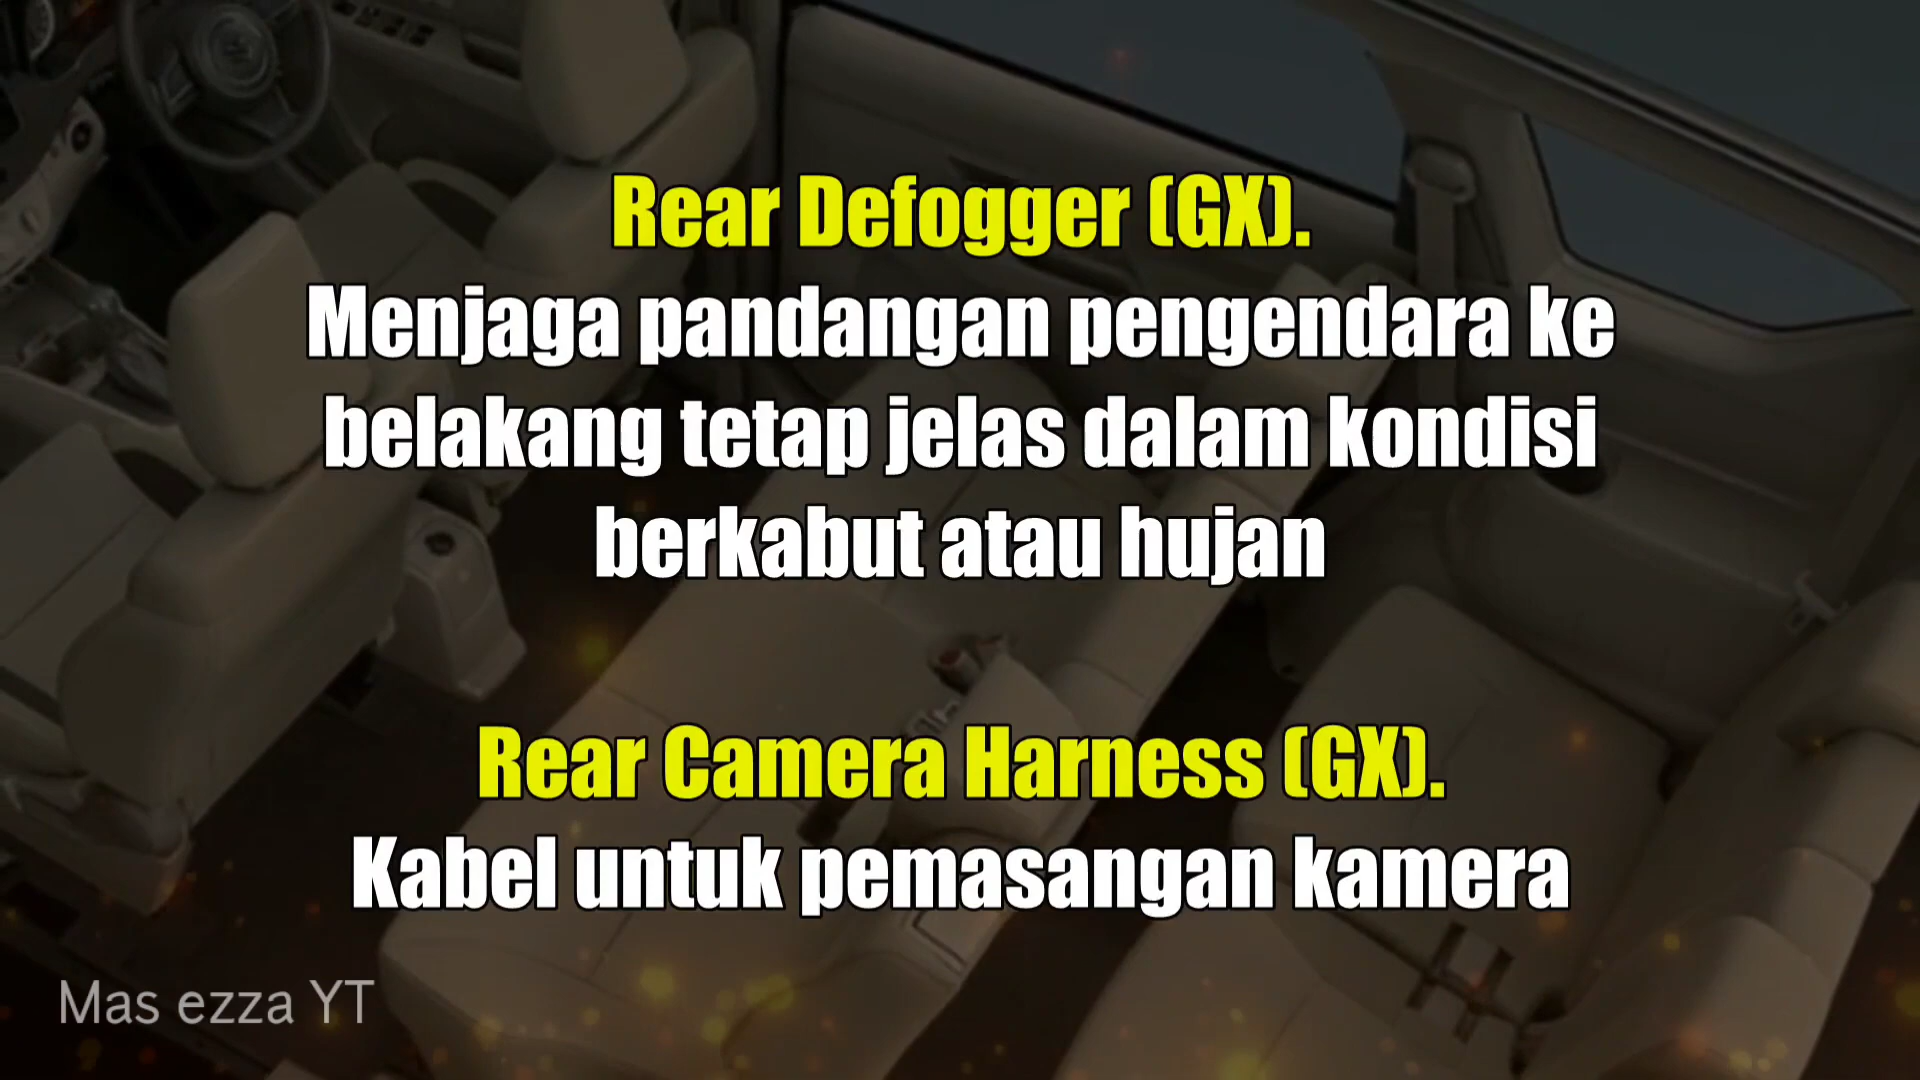 Rear Defogger (GX).
Menjaga pandangan pengendara ke
belakang tetap jelas dalam kondisi
berkabut atau hujan
Rear Camera Harness (GX).
Kabel untuk pemasangan kamera
Mas ezza YT